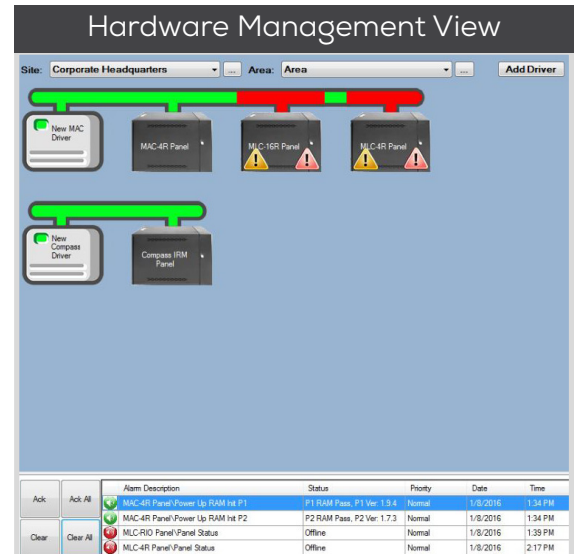 Hardware Management View
Site: Corporate Headquarters ... Area: Area ... Add Driver
New MAC
Driver
MAC-4R Panel
MLC-16R Panel
MLC-4R Panel
New
Compass
Driver
Compass IRM
Panel
Alarm Description Status Priority Date Time
Ack Ack All
MAC-4R Panel\Power Up RAM Init P1 P1 RAM Pass, P1 Ver: 1.9.4 Normal 1/8/2016 1:34 PM
MAC-4R Panel\Power Up RAM Init P2 P2 RAM Pass, P2 Ver: 1.7.3 Normal 1/8/2016 1:34 PM
Clear Clear All
MLC-RIO Panel\Panel Status Offline Normal 1/8/2016 1:39 PM
MLC-4R Panel\Panel Status Offline Normal 1/8/2016 2:17 PM